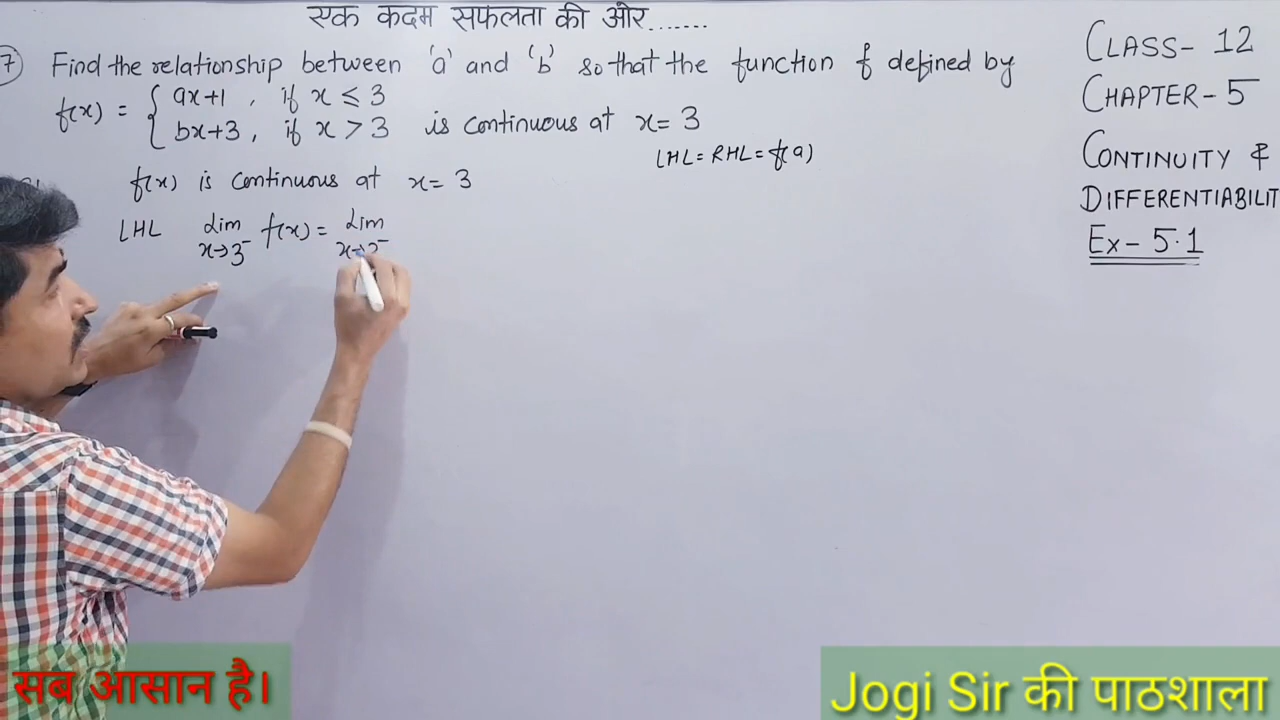 एक कदम सफलता की ओर.......
7 Find the relationship between 'a' and 'b' so that the function f defined by
f(x) = { ax+1 , if x ≤ 3
bx+3, if x > 3 is continuous at x = 3
LHL = RHL = f(a)
f(x) is continuous at x = 3
LHL Lim f(x) = Lim
x→3⁻ x→3⁻
CLASS- 12
CHAPTER- 5
CONTINUITY &
DIFFERENTIABILIT
Ex- 5.1
सब आसान है।
Jogi Sir की पाठशाला